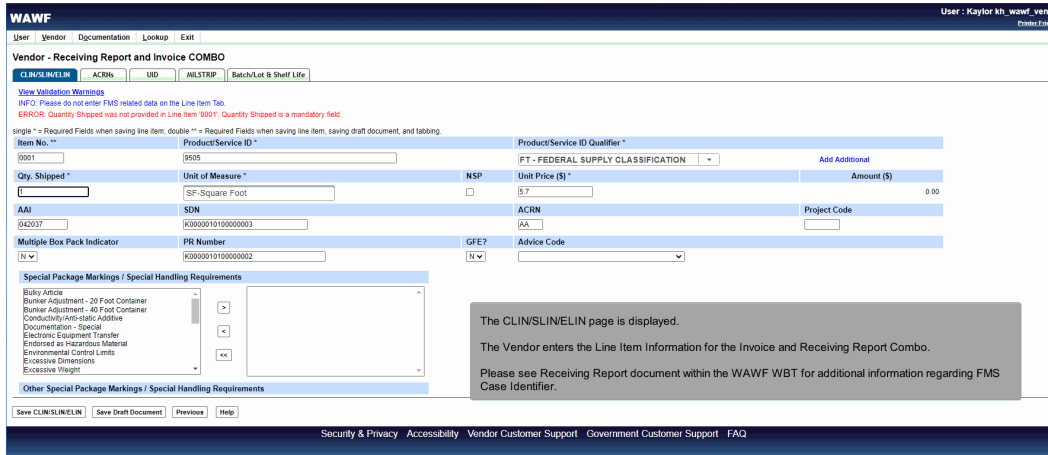 WAWF
User : Kaylor kh_wawf_ven
Printer Frie
User Vendor Documentation Lookup Exit
Vendor - Receiving Report and Invoice COMBO
CLIN/SLIN/ELIN ACRNs UID MILSTRIP Batch/Lot & Shelf Life
View Validation Warnings
INFO: Please do not enter FMS related data on the Line Item Tab.
ERROR: Quantity Shipped was not provided in Line Item '0001'. Quantity Shipped is a mandatory field.
single * = Required Fields when saving line item; double ** = Required Fields when saving line item, saving draft document, and tabbing.
Item No. ** Product/Service ID * Product/Service ID Qualifier *
0001 9505 FT - FEDERAL SUPPLY CLASSIFICATION Add Additional
Qty. Shipped * Unit of Measure * NSP Unit Price ($) * Amount ($)
1 SF-Square Foot 5.7 0.00
AAI SDN ACRN Project Code
042037 K0000010100000003 AA
Multiple Box Pack Indicator PR Number GFE? Advice Code
N K0000010100000002 N
Special Package Markings / Special Handling Requirements
Bulky Article
Bunker Adjustment - 20 Foot Container
Bunker Adjustment - 40 Foot Container
Conductivity/Anti-static Additive
Documentation - Special
Electronic Equipment Transfer
Endorsed as Hazardous Material
Environmental Control Limits
Excessive Dimensions
Excessive Weight
>
<
<<
The CLIN/SLIN/ELIN page is displayed.
The Vendor enters the Line Item Information for the Invoice and Receiving Report Combo.
Please see Receiving Report document within the WAWF WBT for additional information regarding FMS
Case Identifier.
Other Special Package Markings / Special Handling Requirements
Save CLIN/SLIN/ELIN Save Draft Document Previous Help
Security & Privacy Accessibility Vendor Customer Support Government Customer Support FAQ